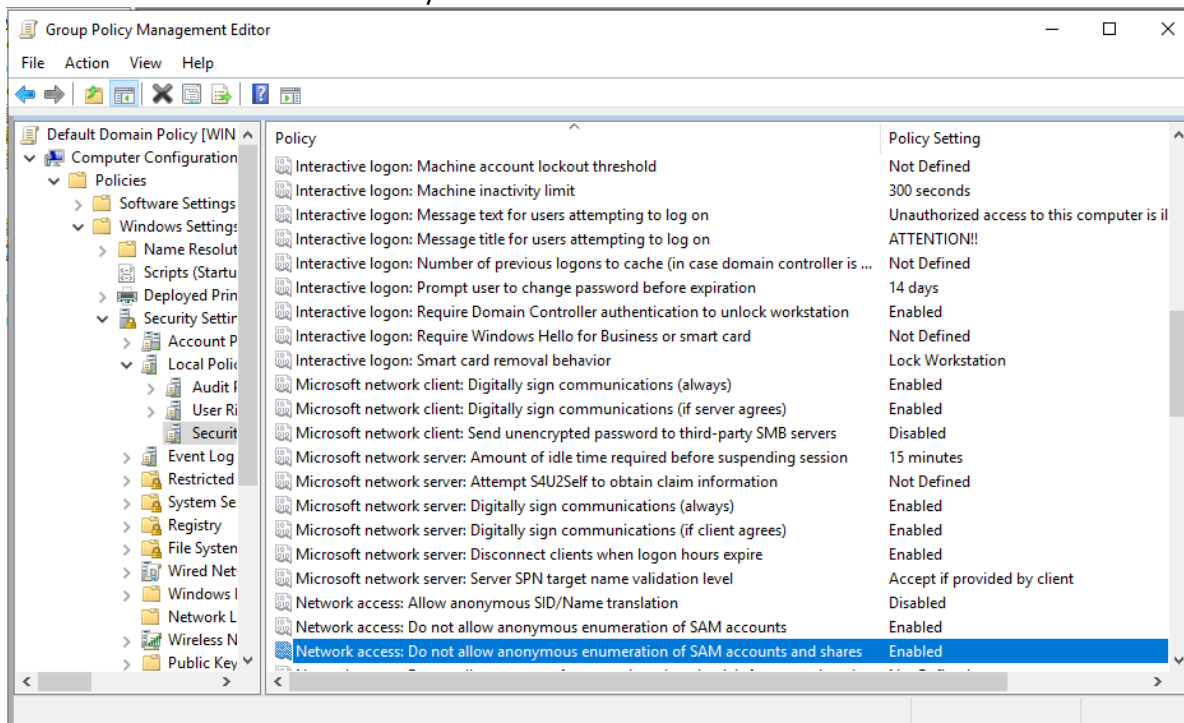 Group Policy Management Editor
File Action View Help
Default Domain Policy [WIN
Computer Configuration
Policies
Software Settings
Windows Settings
Name Resolut
Scripts (Startu
Deployed Prin
Security Settin
Account P
Local Polic
Audit P
User Ri
Securit
Event Log
Restricted
System Se
Registry
File System
Wired Net
Windows
Network L
Wireless N
Public Key
Policy Policy Setting
Interactive logon: Machine account lockout threshold Not Defined
Interactive logon: Machine inactivity limit 300 seconds
Interactive logon: Message text for users attempting to log on Unauthorized access to this computer is il
Interactive logon: Message title for users attempting to log on ATTENTION!!
Interactive logon: Number of previous logons to cache (in case domain controller is ... Not Defined
Interactive logon: Prompt user to change password before expiration 14 days
Interactive logon: Require Domain Controller authentication to unlock workstation Enabled
Interactive logon: Require Windows Hello for Business or smart card Not Defined
Interactive logon: Smart card removal behavior Lock Workstation
Microsoft network client: Digitally sign communications (always) Enabled
Microsoft network client: Digitally sign communications (if server agrees) Enabled
Microsoft network client: Send unencrypted password to third-party SMB servers Disabled
Microsoft network server: Amount of idle time required before suspending session 15 minutes
Microsoft network server: Attempt S4U2Self to obtain claim information Not Defined
Microsoft network server: Digitally sign communications (always) Enabled
Microsoft network server: Digitally sign communications (if client agrees) Enabled
Microsoft network server: Disconnect clients when logon hours expire Enabled
Microsoft network server: Server SPN target name validation level Accept if provided by client
Network access: Allow anonymous SID/Name translation Disabled
Network access: Do not allow anonymous enumeration of SAM accounts Enabled
Network access: Do not allow anonymous enumeration of SAM accounts and shares Enabled